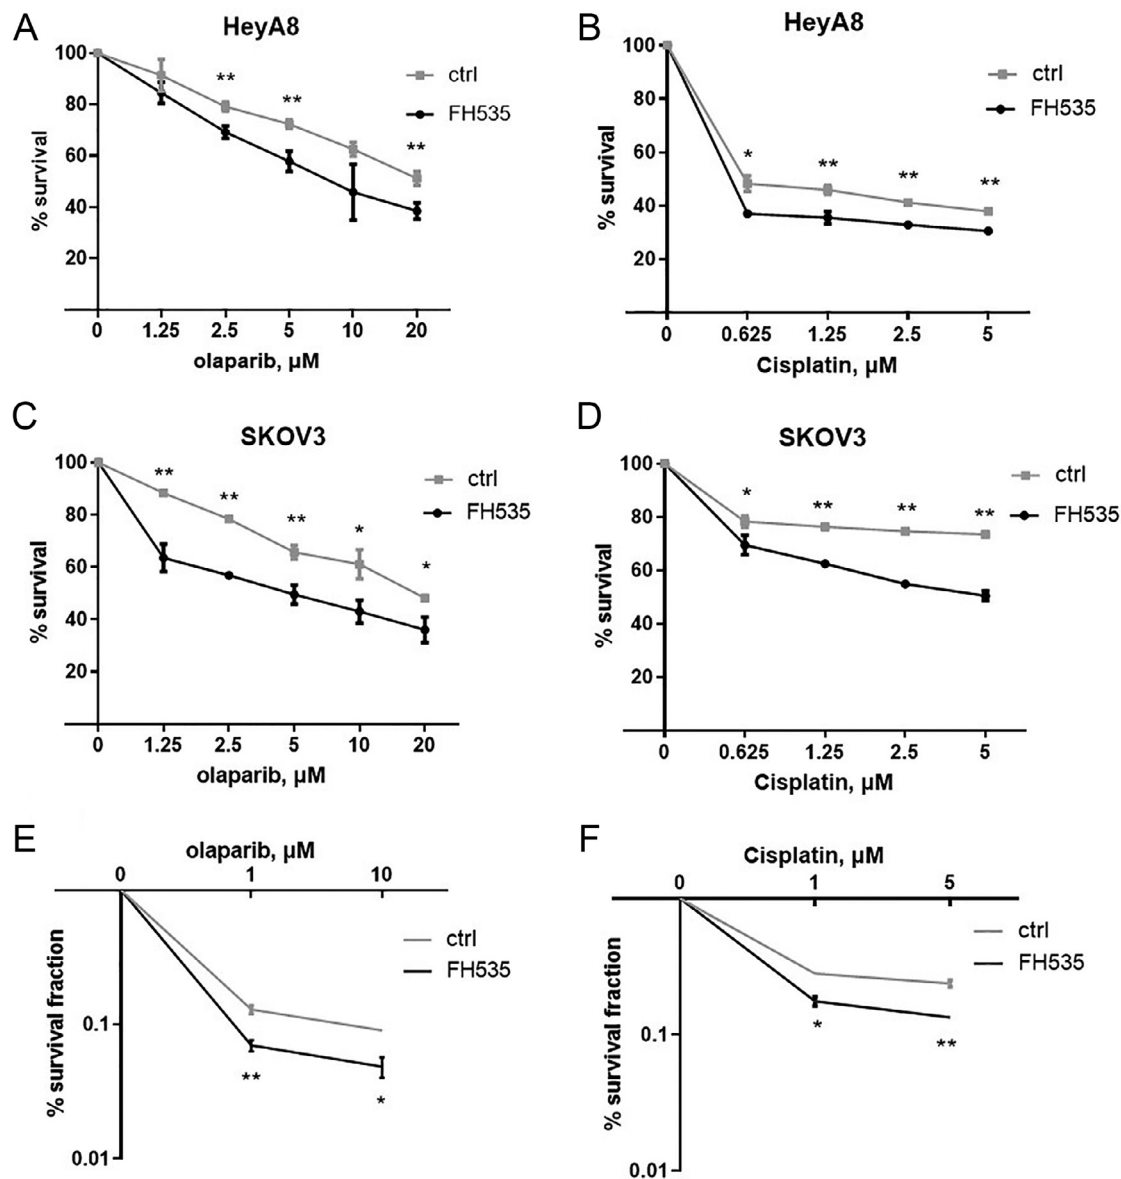 A
HeyA8
100
80
60
40
20
% survival
** ** **
ctrl
FH535
0 1.25 2.5 5 10 20
olaparib, µM
B
HeyA8
100
80
60
40
20
% survival
* ** ** **
ctrl
FH535
0 0.625 1.25 2.5 5
Cisplatin, µM
C
SKOV3
100
80
60
40
20
% survival
** ** ** * *
ctrl
FH535
0 1.25 2.5 5 10 20
olaparib, µM
D
SKOV3
100
80
60
40
20
% survival
* ** ** **
ctrl
FH535
0 0.625 1.25 2.5 5
Cisplatin, µM
E
olaparib, µM
0 1 10
ctrl
FH535
% survival fraction
0.1
0.01
** *
F
Cisplatin, µM
0 1 5
ctrl
FH535
% survival fraction
0.1
0.01
* **